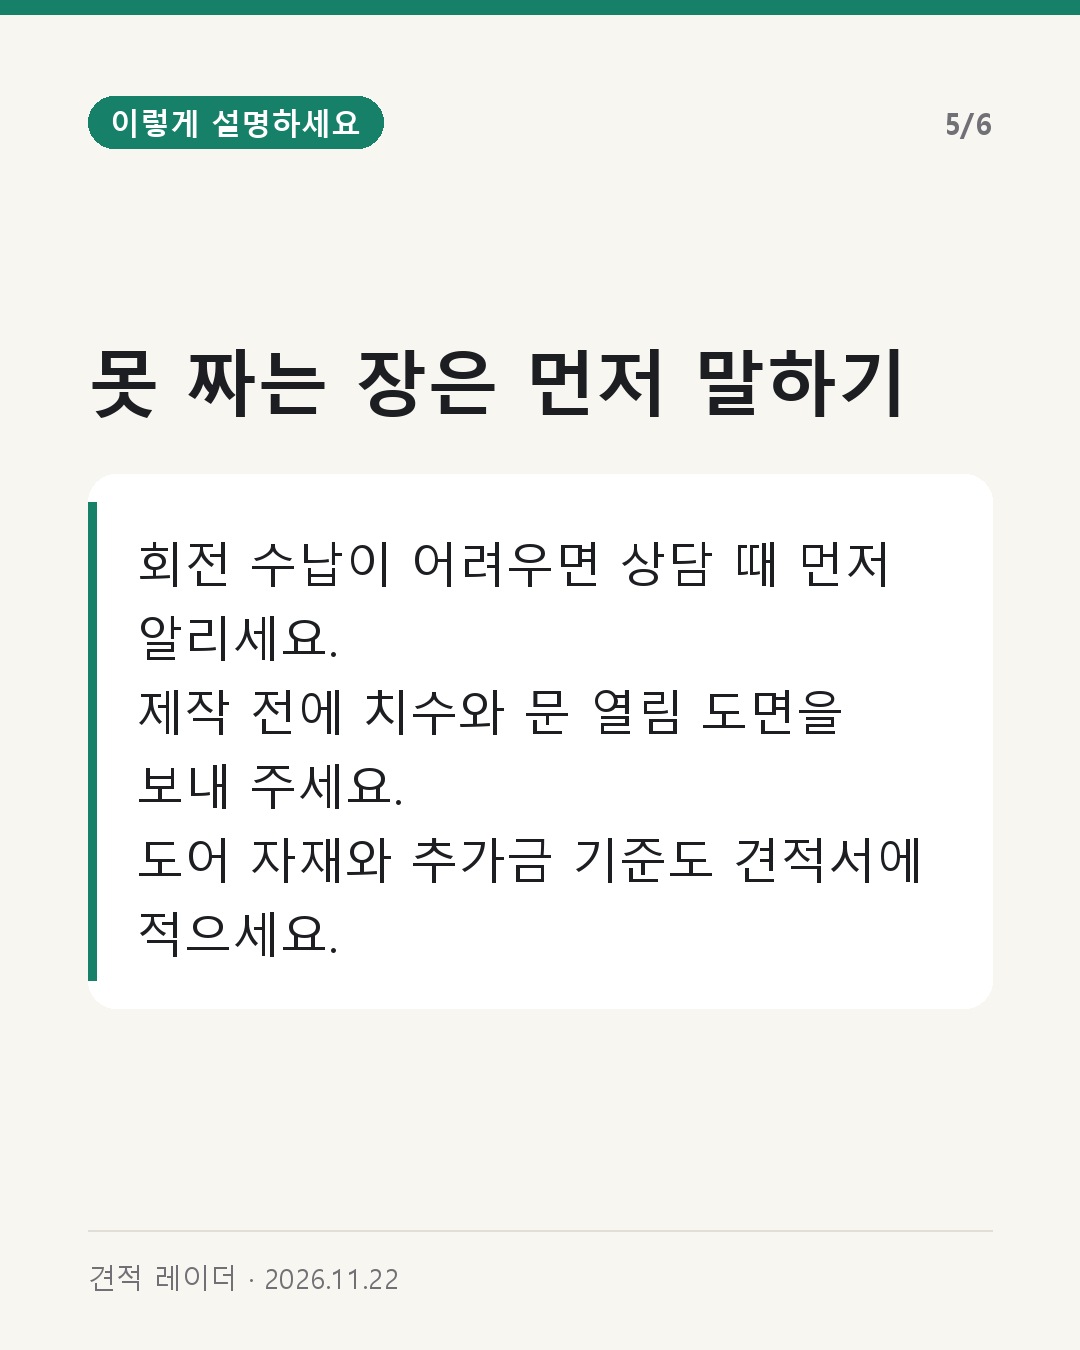 이렇게 설명하세요
5/6
못 짜는 장은 먼저 말하기
회전 수납이 어려우면 상담 때 먼저
알리세요.
제작 전에 치수와 문 열림 도면을
보내 주세요.
도어 자재와 추가금 기준도 견적서에
적으세요.
견적 레이더 · 2026.11.22